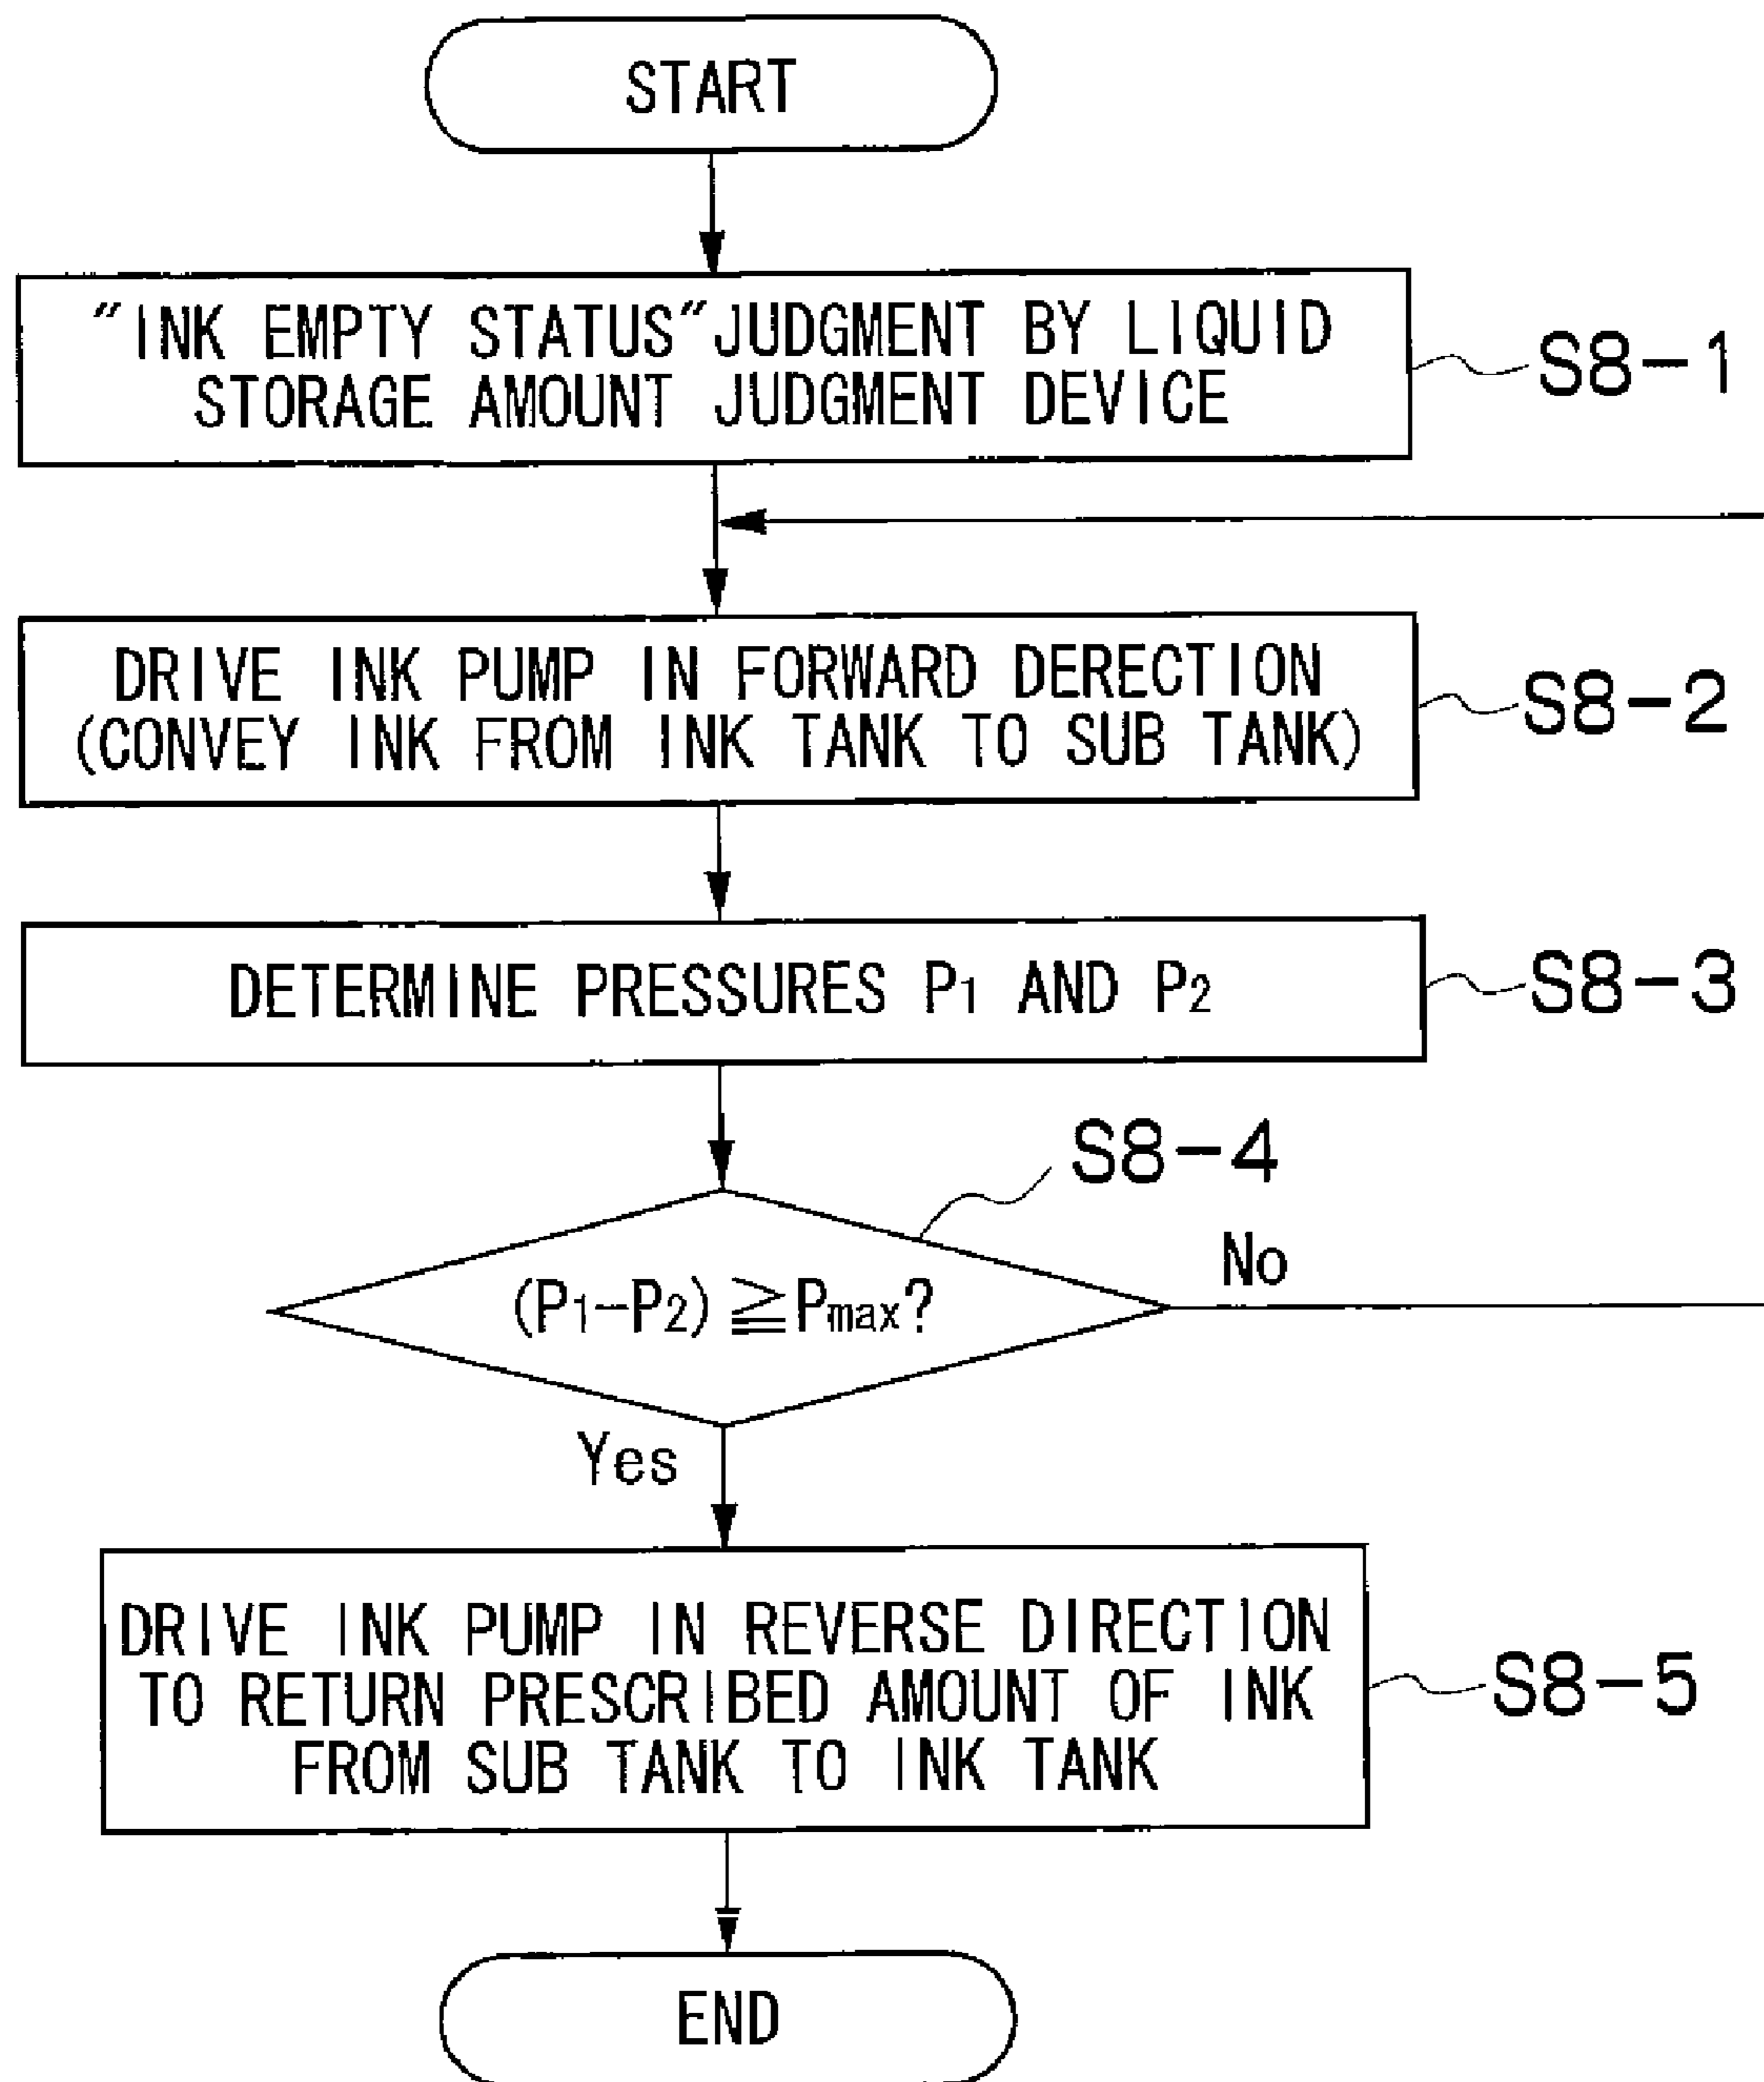 START
"INK EMPTY STATUS" JUDGMENT BY LIQUID
STORAGE AMOUNT JUDGMENT DEVICE
S8-1
DRIVE INK PUMP IN FORWARD DERECTION
(CONVEY INK FROM INK TANK TO SUB TANK)
S8-2
DETERMINE PRESSURES P1 AND P2
S8-3
S8-4
(P1-P2) ≧ Pmax?
No
Yes
DRIVE INK PUMP IN REVERSE DIRECTION
TO RETURN PRESCRIBED AMOUNT OF INK
FROM SUB TANK TO INK TANK
S8-5
END